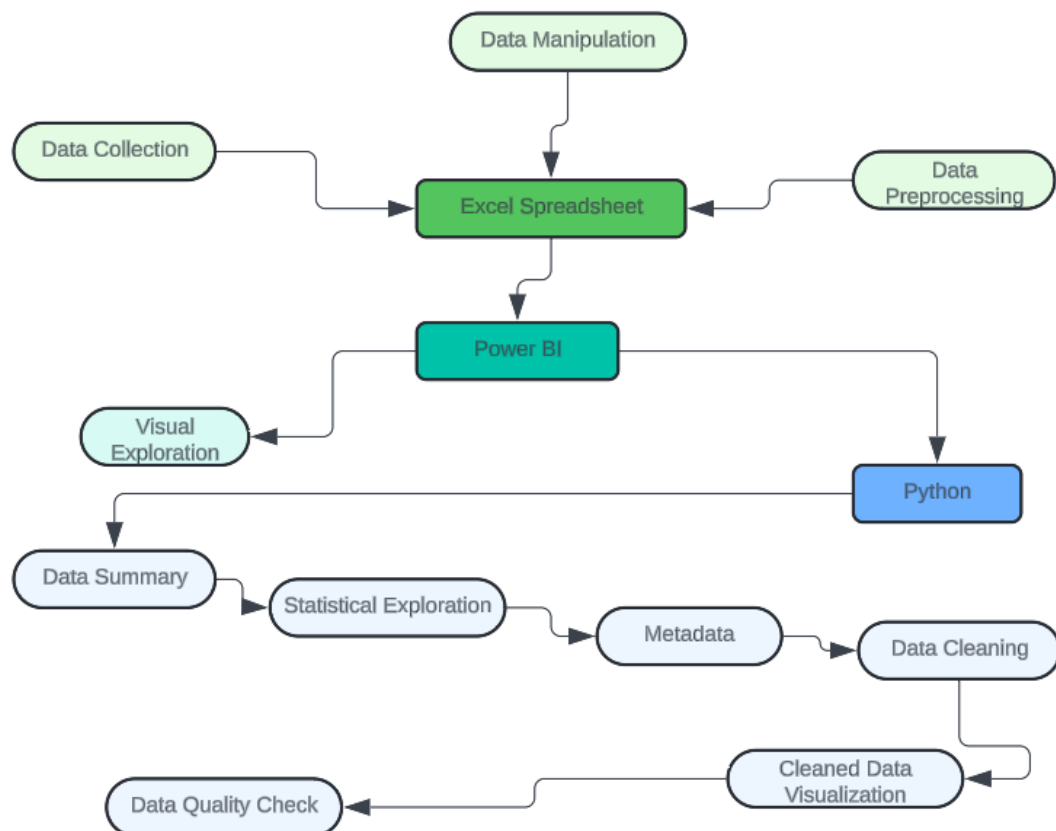 Data Manipulation
Data Collection
Data
Preprocessing
Excel Spreadsheet
Power BI
Visual
Exploration
Python
Data Summary
Statistical Exploration
Metadata
Data Cleaning
Cleaned Data
Visualization
Data Quality Check